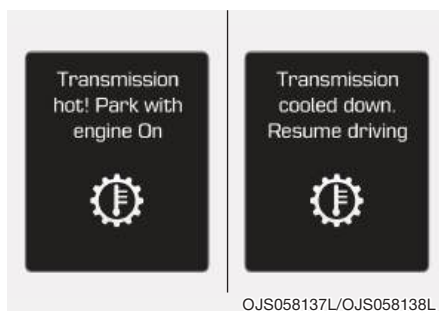 Transmission
hot! Park with
engine On
Transmission
cooled down.
Resume driving
OJS058137L/OJS058138L